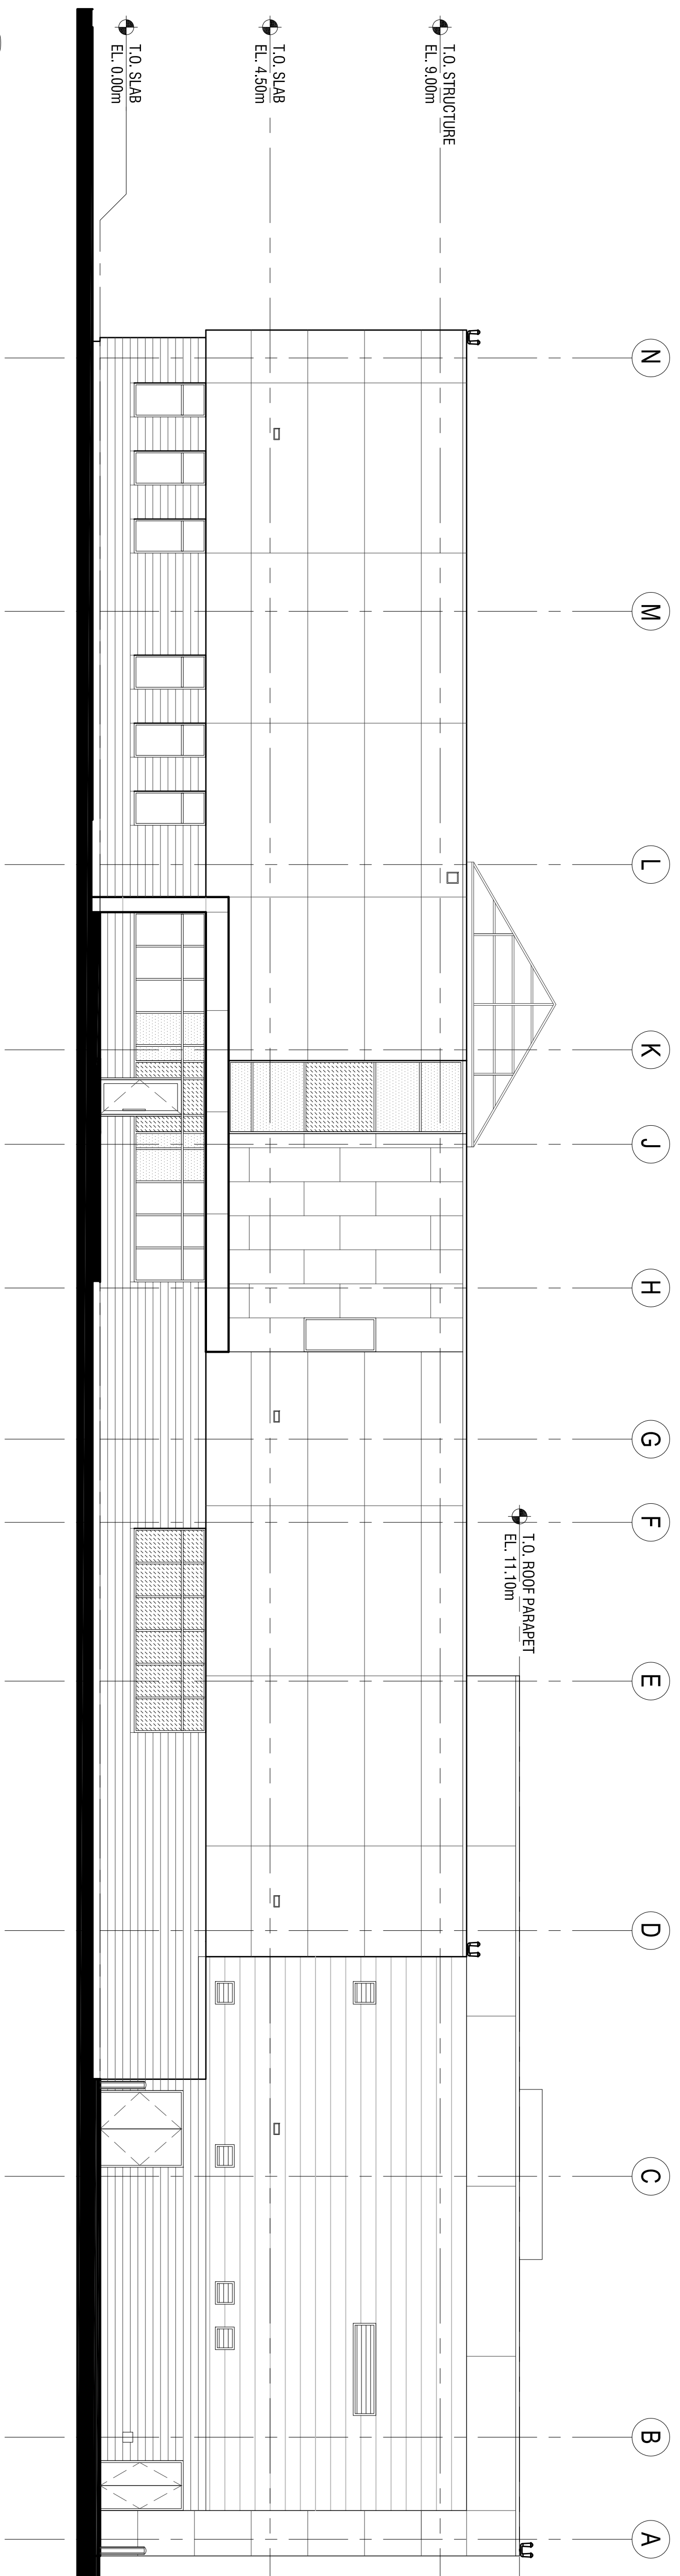 T.O. STRUCTURE
EL. 9.00m
T.O. SLAB
EL. 4.50m
T.O. SLAB
EL. 0.00m
N
M
L
K
J
H
G
F
T.O. ROOF PARAPET
EL. 11.10m
E
D
C
B
A